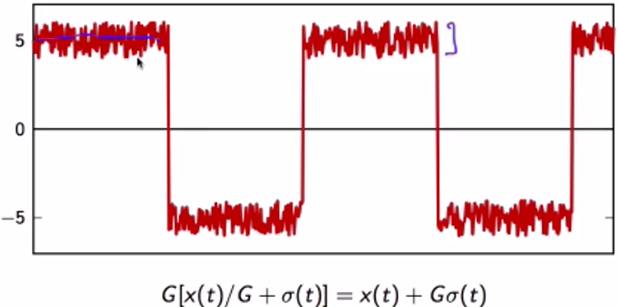 5
0
−5
G[x(t)/G + σ(t)] = x(t) + Gσ(t)